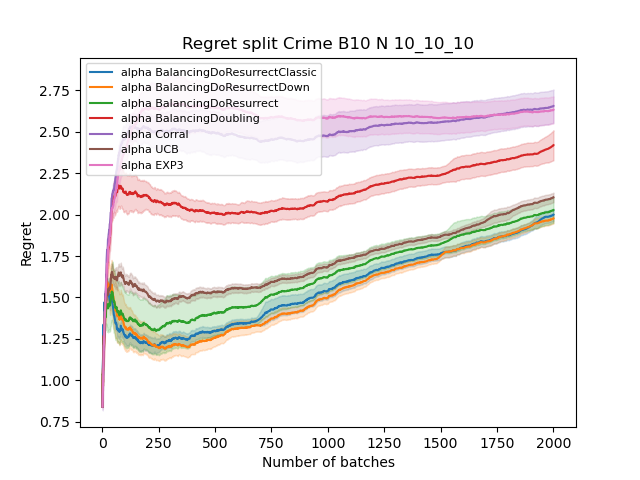 Regret split Crime B10 N 10_10_10
alpha BalancingDoResurrectClassic
alpha BalancingDoResurrectDown
alpha BalancingDoResurrect
alpha BalancingDoubling
alpha Corral
alpha UCB
alpha EXP3
2.75
2.50
2.25
2.00
1.75
1.50
1.25
1.00
0.75
Regret
0 250 500 750 1000 1250 1500 1750 2000
Number of batches